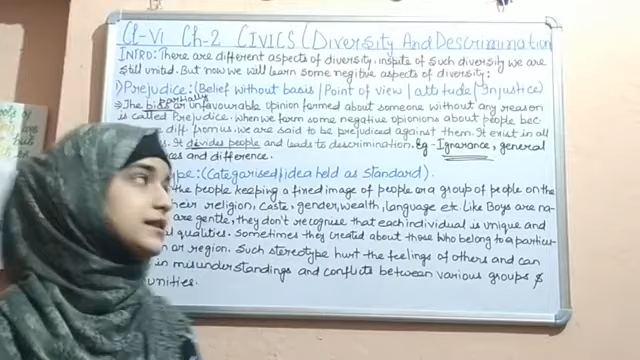 Cl-VI Ch-2 CIVICS (Diversity And Descrimination
INTRO: There are different aspects of diversity. inspite of such diversity we are
still united. But now we will learn some negitive aspects of diversity:
1) Prejudice: (Belief without basis / Point of view / attitude / Injustice)
partially
→ The bias or unfavourable opinion formed about someone without any reason
is called Prejudice. when we form some negative opionions about people bec-
diff from us. we are said to be prejudiced against them. It exist in all
It divides people and leads to descrimination. Eg - Ignarance, general
ces and difference.
type: (Categorised / idea held as standard).
the people keeping a fixed image of people or a group of people on the
their religion, caste, gender, wealth, language etc. Like Boys are na-
are gentle, they don't recognise that each individual is unique and
qualities. Sometimes they created about those who belong to a particu-
or region. Such stereotype hurt the feelings of others and can
in misunderstandings and conflicts between various groups &
unities.